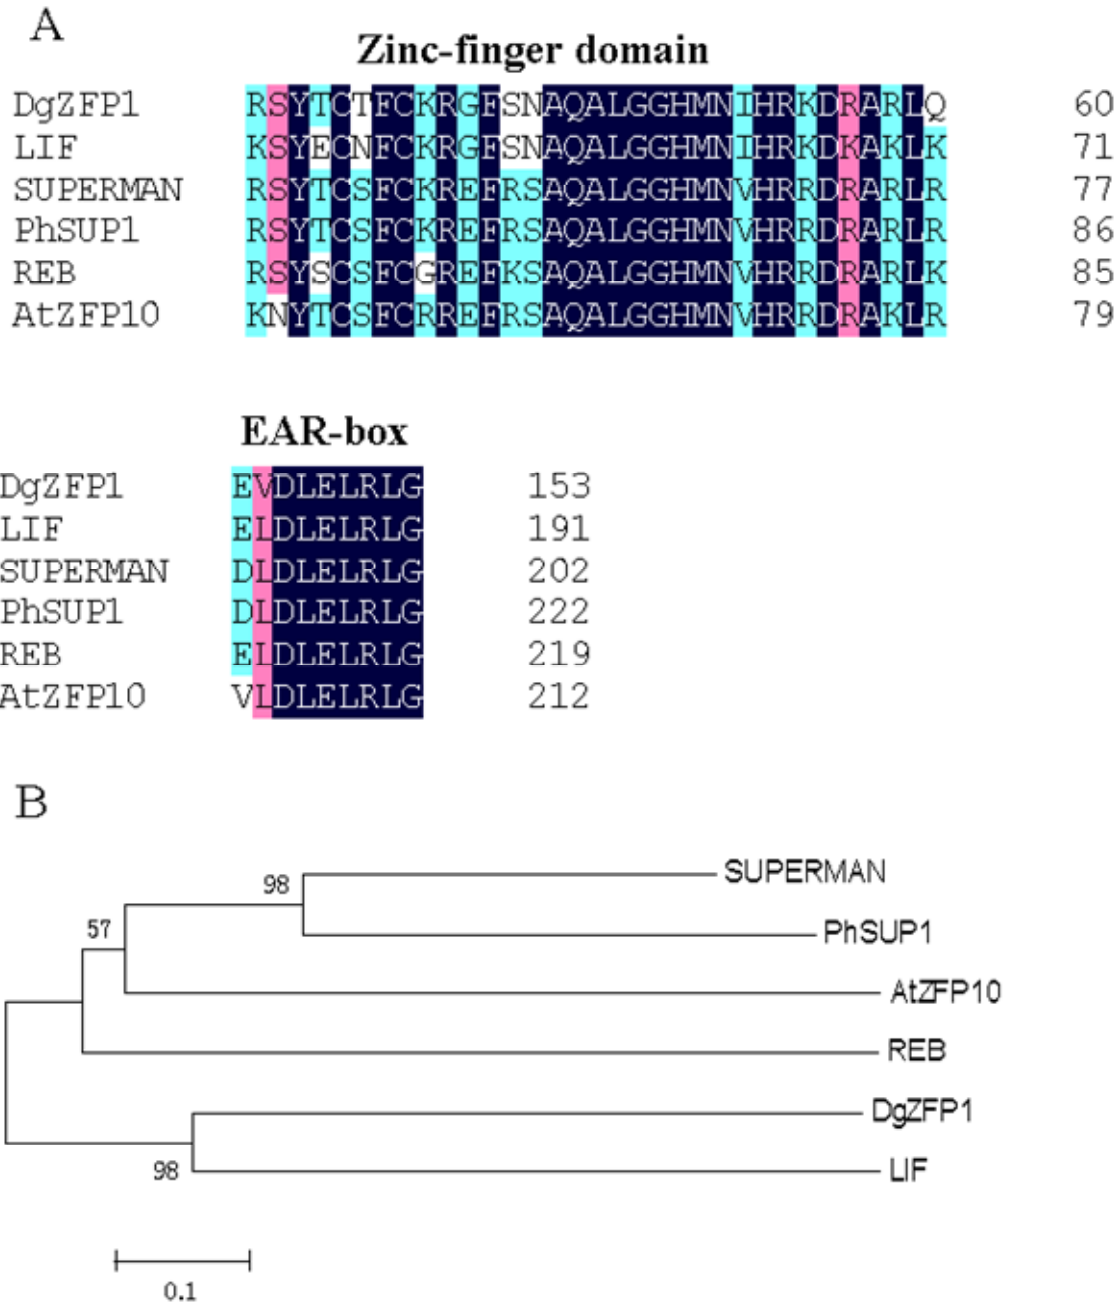 A
Zinc-finger domain
DgZFP1 RSYTCTFCKRGFSNAQALGGHMNIHRKDRARLQ 60
LIF KSYECNFCKRGFSNAQALGGHMNIHRKDKAKLK 71
SUPERMAN RSYTCSFCKREFRSAQALGGHMNVHRRDRARLR 77
PhSUP1 RSYTCSFCKREFRSAQALGGHMNVHRRDRARLR 86
REB RSYSCSFCGREFKSAQALGGHMNVHRRDRARLK 85
AtZFP10 KNYTCSFCRREFRSAQALGGHMNVHRRDRAKLR 79
EAR-box
DgZFP1 EVDLELRLG 153
LIF ELDLELRLG 191
SUPERMAN DLDLELRLG 202
PhSUP1 DLDLELRLG 222
REB ELDLELRLG 219
AtZFP10 VLDLELRLG 212
B
98 SUPERMAN
57 PhSUP1
AtZFP10
REB
DgZFP1
98 LIF
0.1